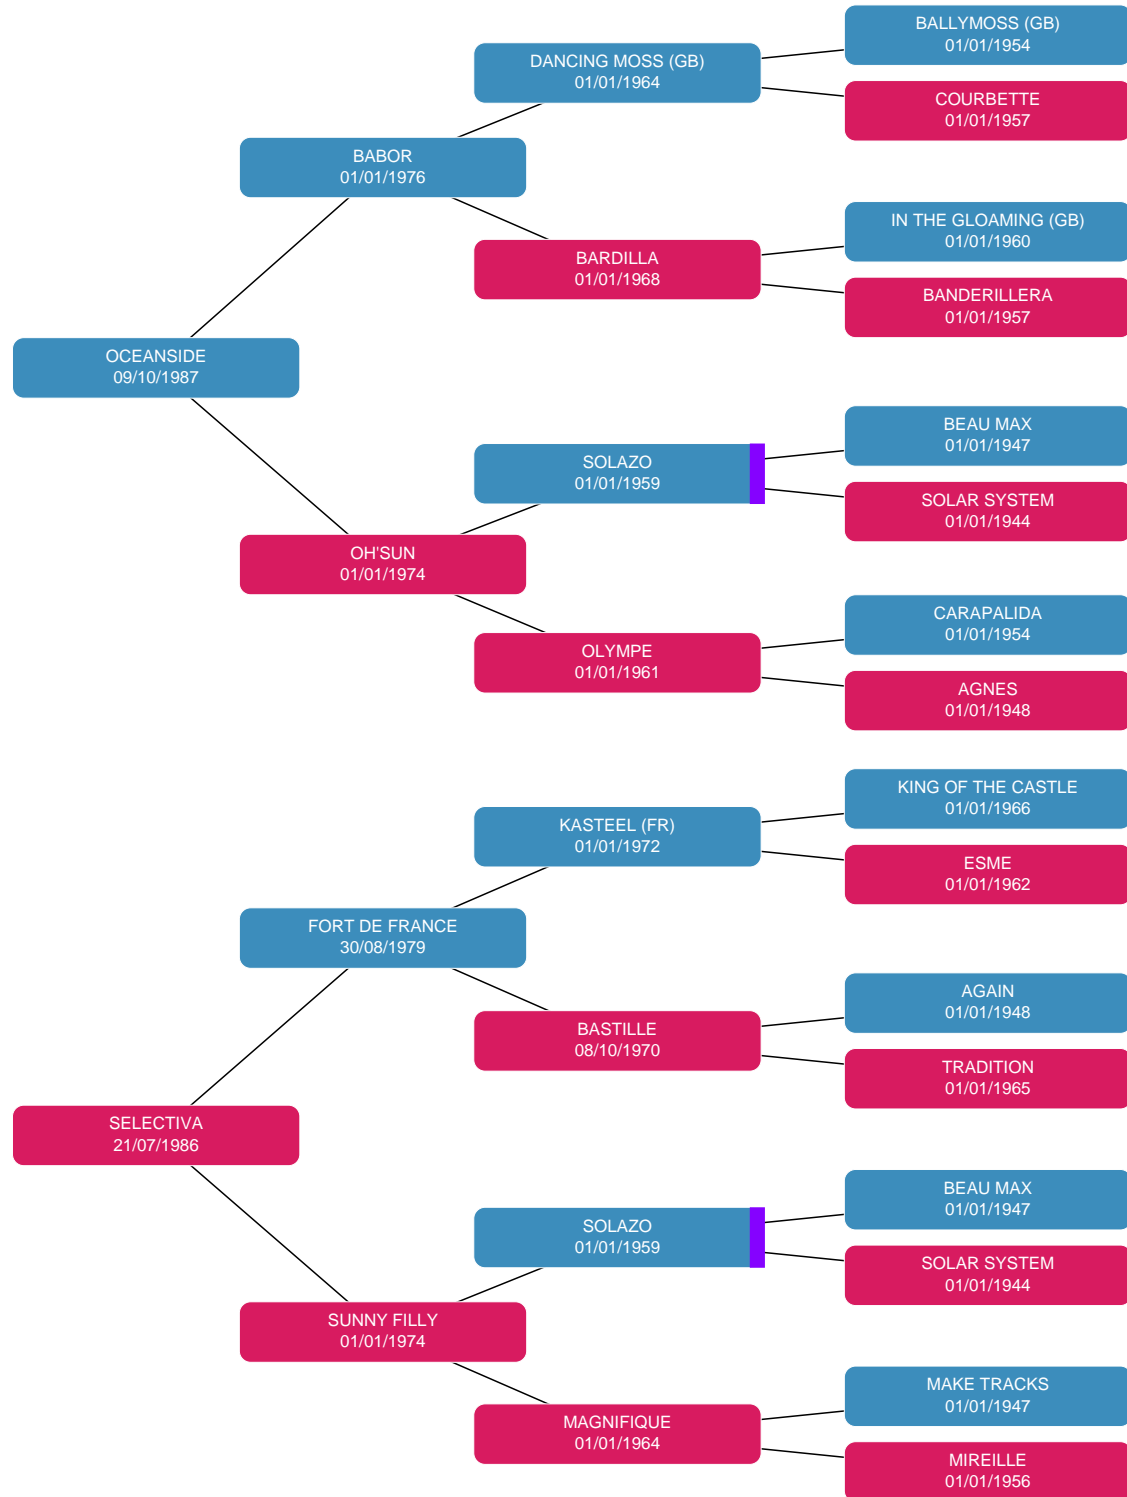 BALLYMOSS (GB)
01/01/1954
DANCING MOSS (GB)
01/01/1964
COURBETTE
01/01/1957
BABOR
01/01/1976
IN THE GLOAMING (GB)
01/01/1960
BARDILLA
01/01/1968
BANDERILLERA
01/01/1957
OCEANSIDE
09/10/1987
BEAU MAX
01/01/1947
SOLAZO
01/01/1959
SOLAR SYSTEM
01/01/1944
OH'SUN
01/01/1974
CARAPALIDA
01/01/1954
OLYMPE
01/01/1961
AGNES
01/01/1948
KING OF THE CASTLE
01/01/1966
KASTEEL (FR)
01/01/1972
ESME
01/01/1962
FORT DE FRANCE
30/08/1979
AGAIN
01/01/1948
BASTILLE
08/10/1970
TRADITION
01/01/1965
SELECTIVA
21/07/1986
BEAU MAX
01/01/1947
SOLAZO
01/01/1959
SOLAR SYSTEM
01/01/1944
SUNNY FILLY
01/01/1974
MAKE TRACKS
01/01/1947
MAGNIFIQUE
01/01/1964
MIREILLE
01/01/1956